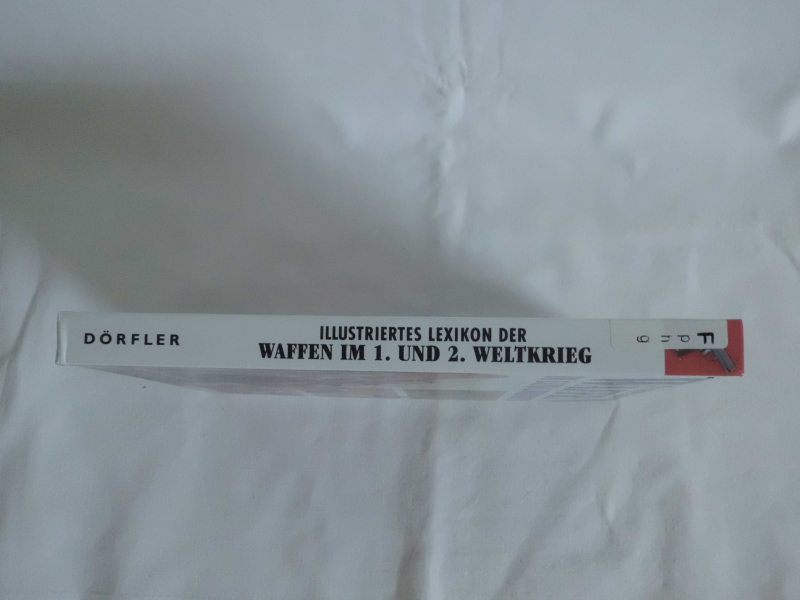 DÖRFLER
ILLUSTRIERTES LEXIKON DER
WAFFEN IM 1. UND 2. WELTKRIEG
F
p h g